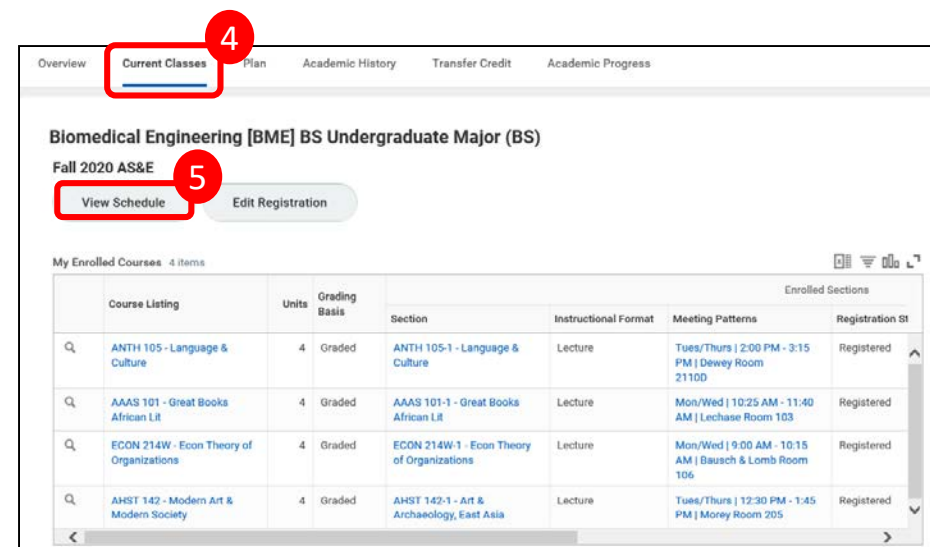 4
Overview Current Classes Plan Academic History Transfer Credit Academic Progress
Biomedical Engineering [BME] BS Undergraduate Major (BS)
Fall 2020 AS&E
5
View Schedule Edit Registration
My Enrolled Courses 4 items
Enrolled Sections
Course Listing Units Grading
Basis
Section Instructional Format Meeting Patterns Registration St
ANTH 105 - Language & 4 Graded ANTH 105-1 - Language & Lecture Tues/Thurs | 2:00 PM - 3:15 Registered
Culture Culture PM | Dewey Room
2110D
AAAS 101 - Great Books 4 Graded AAAS 101-1 - Great Books Lecture Mon/Wed | 10:25 AM - 11:40 Registered
African Lit African Lit AM | Lechase Room 103
ECON 214W - Econ Theory of 4 Graded ECON 214W-1 - Econ Theory Lecture Mon/Wed | 9:00 AM - 10:15 Registered
Organizations of Organizations AM | Bausch & Lomb Room
106
AHST 142 - Modern Art & 4 Graded AHST 142-1 - Art & Lecture Tues/Thurs | 12:30 PM - 1:45 Registered
Modern Society Archaeology, East Asia PM | Morey Room 205